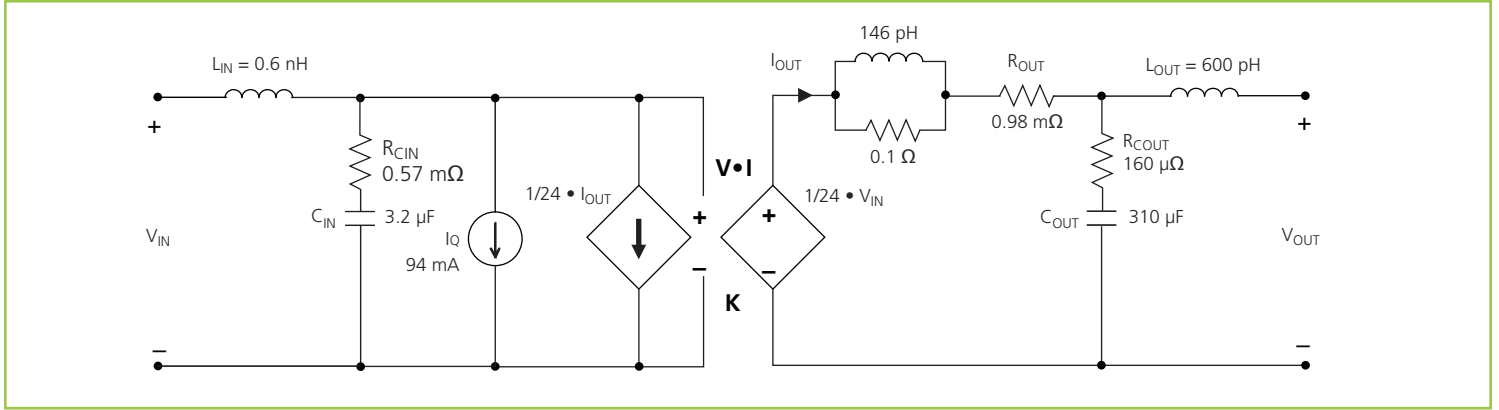 L_IN = 0.6 nH
+
R_CIN
0.57 mΩ
C_IN 3.2 µF
V_IN
–
I_Q
94 mA
1/24 • I_OUT
V•I
+
–
K
1/24 • V_IN
+
–
I_OUT
146 pH
0.1 Ω
R_OUT
0.98 mΩ
R_COUT
160 µΩ
C_OUT 310 µF
L_OUT = 600 pH
+
V_OUT
–